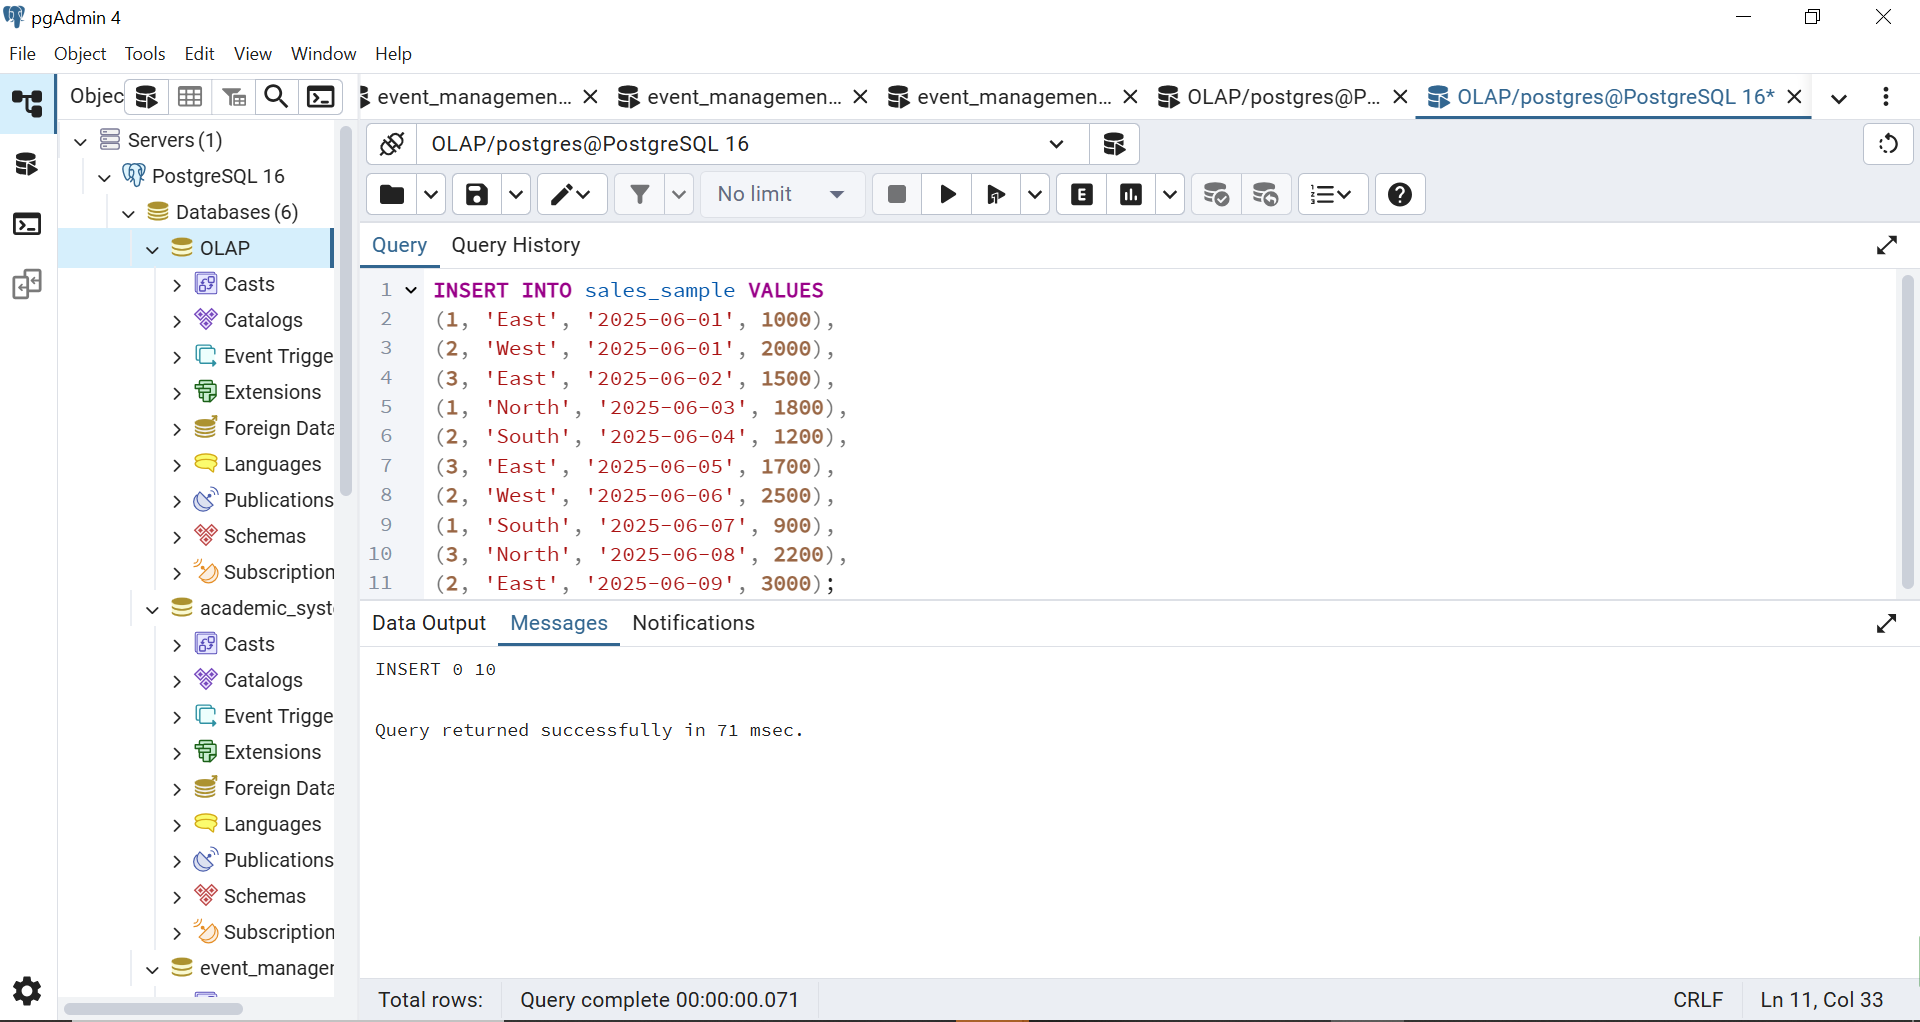 pgAdmin 4
File Object Tools Edit View Window Help
Objec
event_managemen...
event_managemen...
event_managemen...
OLAP/postgres@P...
OLAP/postgres@PostgreSQL 16*
Servers (1)
PostgreSQL 16
Databases (6)
OLAP
Casts
Catalogs
Event Trigge
Extensions
Foreign Data
Languages
Publications
Schemas
Subscription
academic_syst
Casts
Catalogs
Event Trigge
Extensions
Foreign Data
Languages
Publications
Schemas
Subscription
event_manager
OLAP/postgres@PostgreSQL 16
No limit
E
Query Query History
1 INSERT INTO sales_sample VALUES
2 (1, 'East', '2025-06-01', 1000),
3 (2, 'West', '2025-06-01', 2000),
4 (3, 'East', '2025-06-02', 1500),
5 (1, 'North', '2025-06-03', 1800),
6 (2, 'South', '2025-06-04', 1200),
7 (3, 'East', '2025-06-05', 1700),
8 (2, 'West', '2025-06-06', 2500),
9 (1, 'South', '2025-06-07', 900),
10 (3, 'North', '2025-06-08', 2200),
11 (2, 'East', '2025-06-09', 3000);
Data Output Messages Notifications
INSERT 0 10
Query returned successfully in 71 msec.
Total rows: Query complete 00:00:00.071 CRLF Ln 11, Col 33